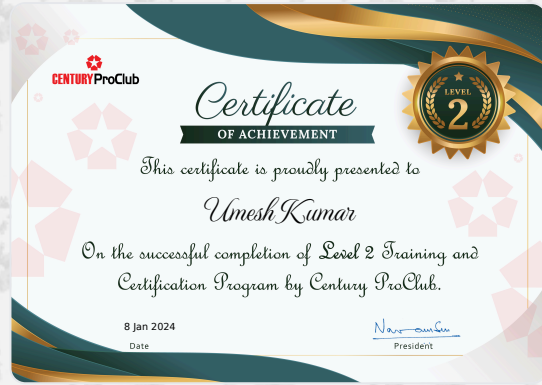 CENTURY ProClub
LEVEL
2
Certificate
OF ACHIEVEMENT
This certificate is proudly presented to
Umesh Kumar
On the successful completion of Level 2 Training and
Certification Program by Century ProClub.
8 Jan 2024
Date
President